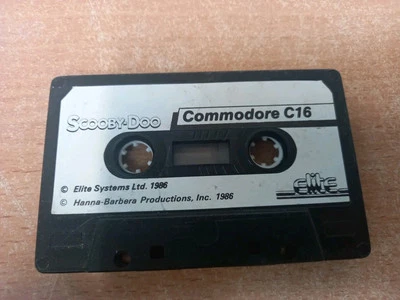 SCOOBY-DOO
Commodore C16
© Elite Systems Ltd. 1986
© Hanna-Barbera Productions, Inc. 1986
elite